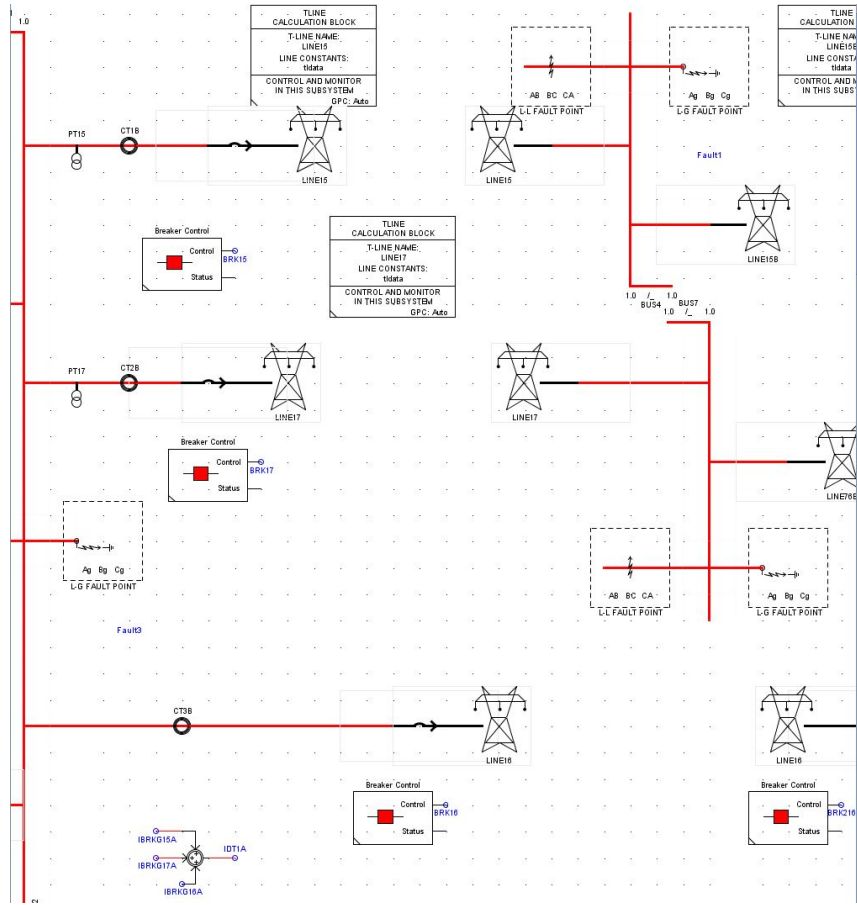 1.0
TLINE
CALCULATION BLOCK
T-LINE NAME:
LINE15
LINE CONSTANTS:
tldata
CONTROL AND MONITOR
IN THIS SUBSYSTEM
GPC: Auto
AB BC CA
L-L FAULT POINT
Ag Bg Cg
L-G FAULT POINT
TLINE
CALCULATION
T-LINE
LINE15B
LINE
tldata
CONTROL AND
IN THIS
PT15
CT1B
LINE15
LINE15
Fault1
Breaker Control
Control
BRK15
Status
TLINE
CALCULATION BLOCK
T-LINE NAME:
LINE17
LINE CONSTANTS:
tldata
CONTROL AND MONITOR
IN THIS SUBSYSTEM
GPC: Auto
LINE15B
1.0 /_ 1.0
BUS4 BUS7
1.0 /_ 1.0
PT17
CT2B
LINE17
LINE17
Breaker Control
Control
BRK17
Status
LINE76B
Ag Bg Cg
L-G FAULT POINT
AB BC CA
L-L FAULT POINT
Ag Bg Cg
L-G FAULT POINT
Fault3
CT3B
LINE16
LINE16
Breaker Control
Control
BRK16
Status
Breaker Control
Control
BRK216
Status
IBRKG15A
IBRKG17A
IDT1A
IBRKG16A